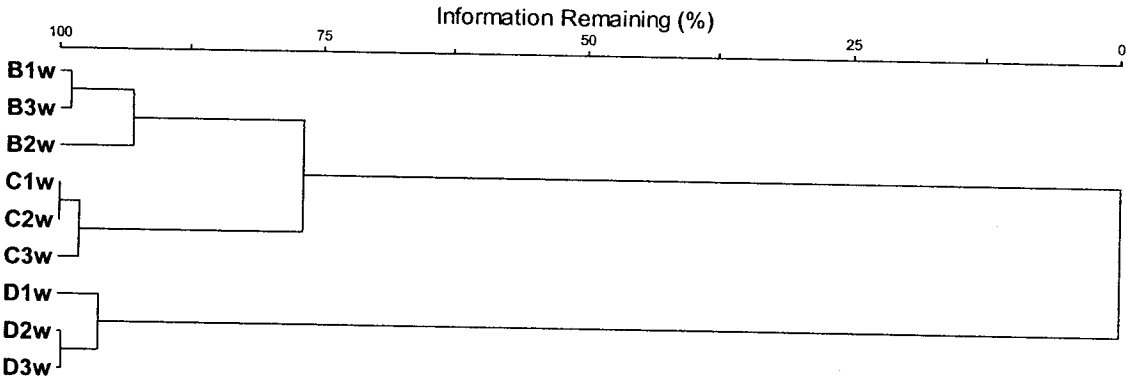 Information Remaining (%)
100 75 50 25 0
B1w
B3w
B2w
C1w
C2w
C3w
D1w
D2w
D3w